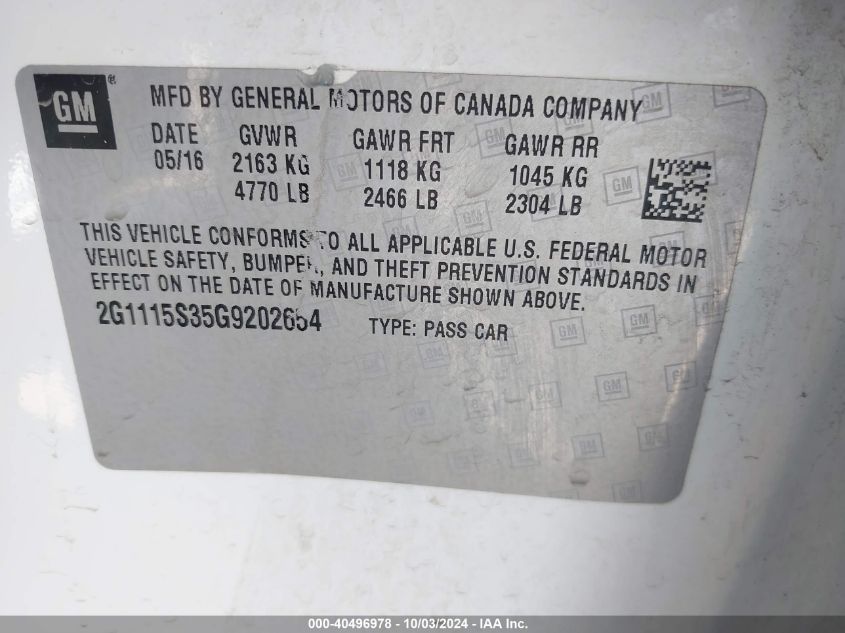 GM ®
MFD BY GENERAL MOTORS OF CANADA COMPANY
DATE GVWR GAWR FRT GAWR RR
05/16 2163 KG 1118 KG 1045 KG
4770 LB 2466 LB 2304 LB
THIS VEHICLE CONFORMS TO ALL APPLICABLE U.S. FEDERAL MOTOR
VEHICLE SAFETY, BUMPER, AND THEFT PREVENTION STANDARDS IN
EFFECT ON THE DATE OF MANUFACTURE SHOWN ABOVE.
2G1115S35G9202654 TYPE: PASS CAR
000-40496978 - 10/03/2024 - IAA Inc.